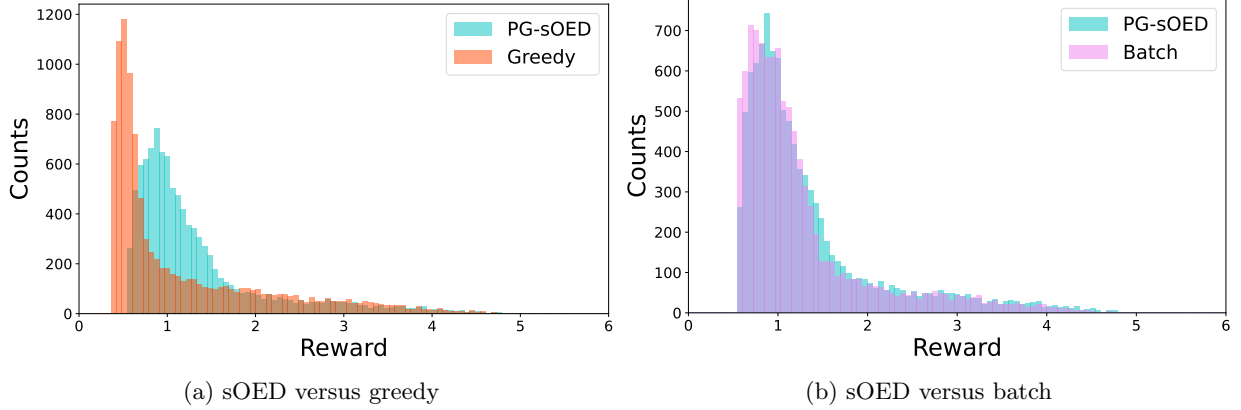 1200
1000
800
600
400
200
0
Counts
PG-sOED
Greedy
0 1 2 3 4 5 6
Reward
(a) sOED versus greedy
700
600
500
400
300
200
100
0
Counts
PG-sOED
Batch
0 1 2 3 4 5 6
Reward
(b) sOED versus batch